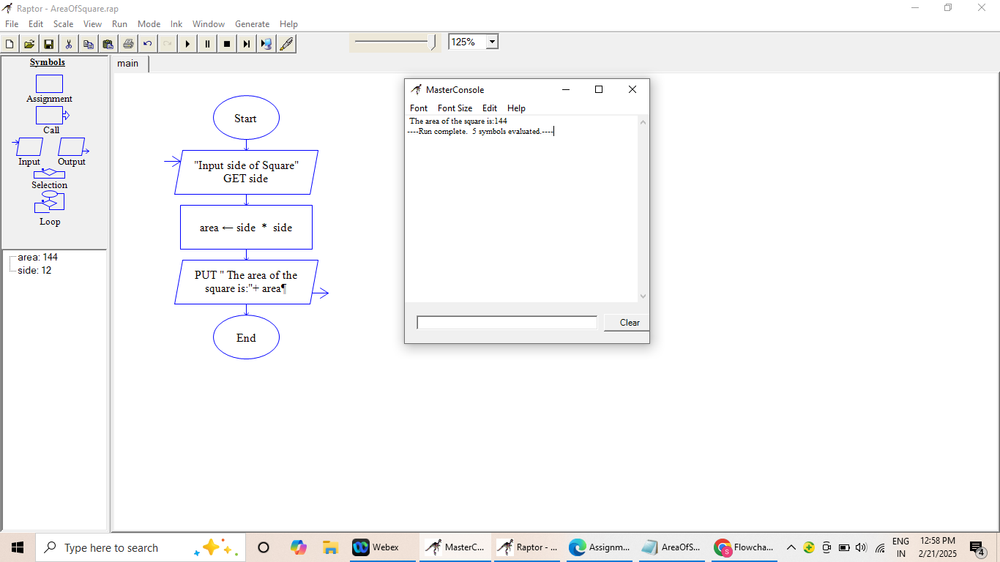 Raptor - AreaOfSquare.rap
File Edit Scale View Run Mode Ink Window Generate Help
125%
Symbols
Assignment
Call
Input Output
Selection
Loop
area: 144
side: 12
main
Start
"Input side of Square"
GET side
area ← side * side
PUT " The area of the
square is:"+ area¶
End
MasterConsole
Font Font Size Edit Help
The area of the square is:144
----Run complete. 5 symbols evaluated.----
Clear
Type here to search
Webex
MasterC...
Raptor - ...
Assignm...
AreaOfS...
S
Flowcha...
ENG
IN
12:58 PM
2/21/2025
4